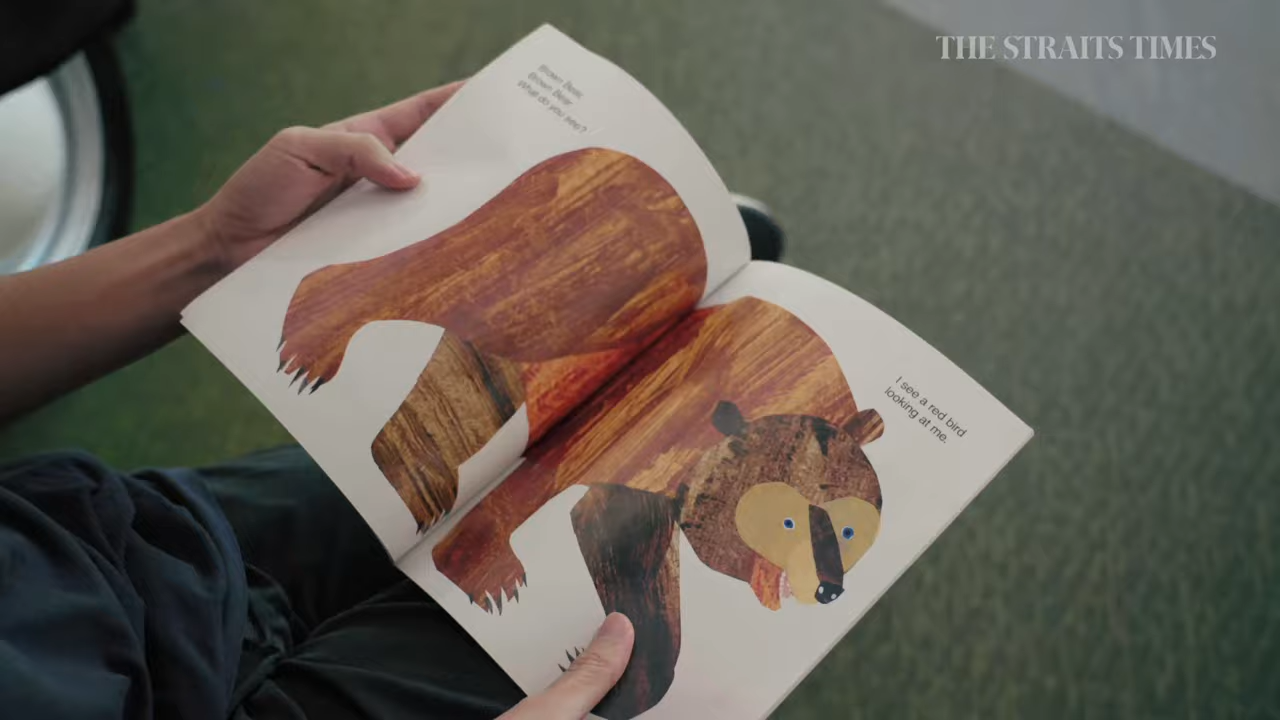 THE STRAITS TIMES
Brown Bear,
Brown Bear,
What do you see?
I see a red bird
looking at me.